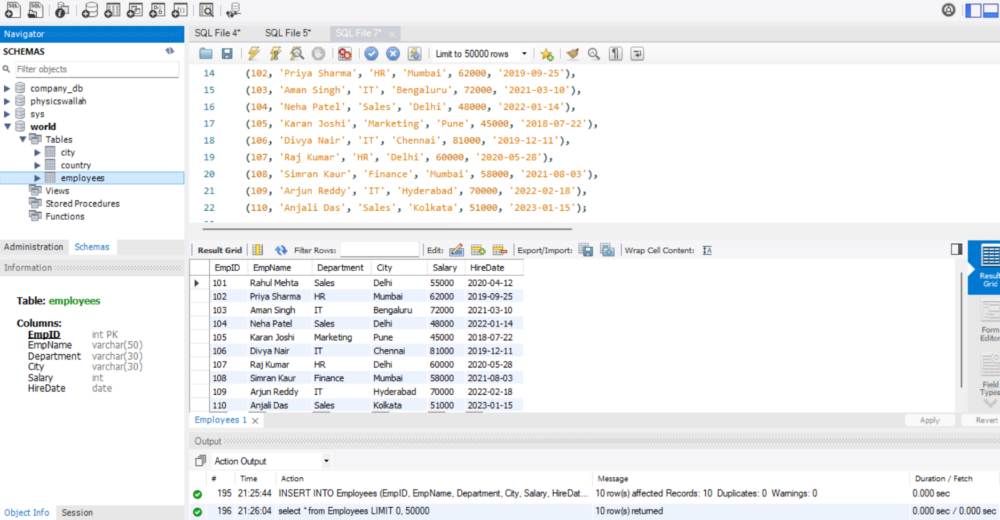 SQL SQL
Navigator
SCHEMAS
Filter objects
company_db
physicswallah
sys
world
Tables
city
country
employees
Views
Stored Procedures
Functions
Administration Schemas
Information
Table: employees
Columns:
EmpID int PK
EmpName varchar(50)
Department varchar(30)
City varchar(30)
Salary int
HireDate date
Object Info Session
SQL File 4* SQL File 5* SQL File 7*
Limit to 50000 rows
14 (102, 'Priya Sharma', 'HR', 'Mumbai', 62000, '2019-09-25'),
15 (103, 'Aman Singh', 'IT', 'Bengaluru', 72000, '2021-03-10'),
16 (104, 'Neha Patel', 'Sales', 'Delhi', 48000, '2022-01-14'),
17 (105, 'Karan Joshi', 'Marketing', 'Pune', 45000, '2018-07-22'),
18 (106, 'Divya Nair', 'IT', 'Chennai', 81000, '2019-12-11'),
19 (107, 'Raj Kumar', 'HR', 'Delhi', 60000, '2020-05-28'),
20 (108, 'Simran Kaur', 'Finance', 'Mumbai', 58000, '2021-08-03'),
21 (109, 'Arjun Reddy', 'IT', 'Hyderabad', 70000, '2022-02-18'),
22 (110, 'Anjali Das', 'Sales', 'Kolkata', 51000, '2023-01-15');
Result Grid Filter Rows: Edit: Export/Import: Wrap Cell Content:
EmpID EmpName Department City Salary HireDate
101 Rahul Mehta Sales Delhi 55000 2020-04-12
102 Priya Sharma HR Mumbai 62000 2019-09-25
103 Aman Singh IT Bengaluru 72000 2021-03-10
104 Neha Patel Sales Delhi 48000 2022-01-14
105 Karan Joshi Marketing Pune 45000 2018-07-22
106 Divya Nair IT Chennai 81000 2019-12-11
107 Raj Kumar HR Delhi 60000 2020-05-28
108 Simran Kaur Finance Mumbai 58000 2021-08-03
109 Arjun Reddy IT Hyderabad 70000 2022-02-18
110 Anjali Das Sales Kolkata 51000 2023-01-15
Result
Grid
Form
Editor
Field
Types
Employees 1 Apply Revert
Output
Action Output
# Time Action Message Duration / Fetch
195 21:25:44 INSERT INTO Employees (EmpID, EmpName, Department, City, Salary, HireDat... 10 row(s) affected Records: 10 Duplicates: 0 Warnings: 0 0.000 sec
196 21:26:04 select * from Employees LIMIT 0, 50000 10 row(s) returned 0.000 sec / 0.000 sec